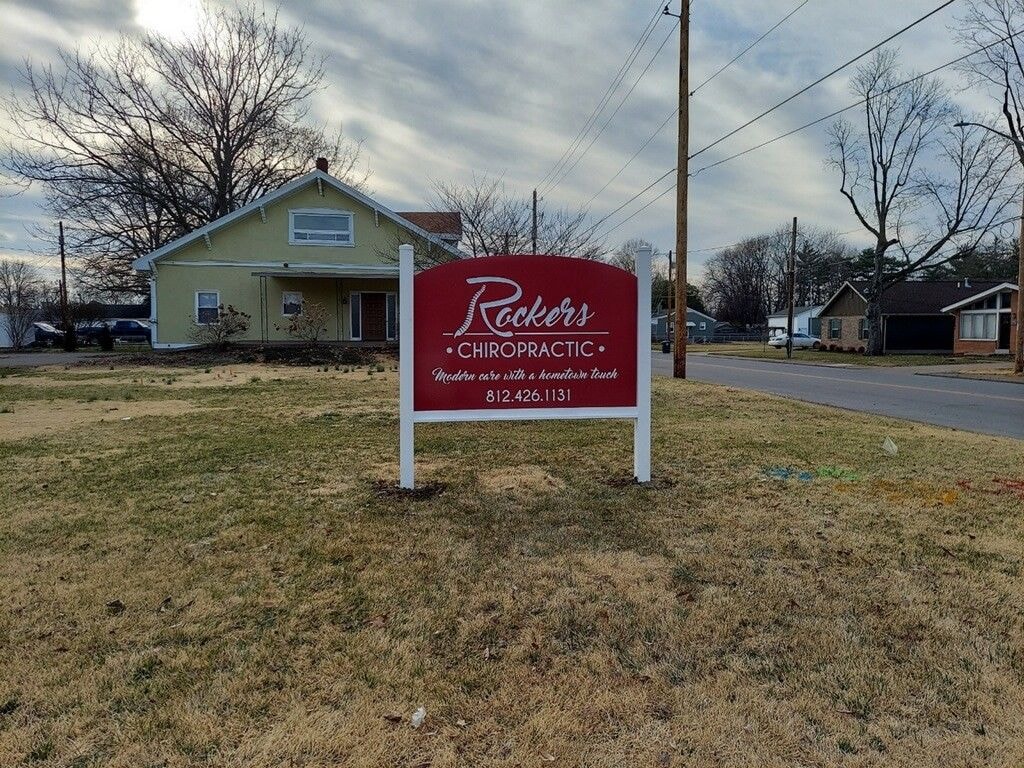 Rockers
• CHIROPRACTIC •
Modern care with a hometown touch
812.426.1131